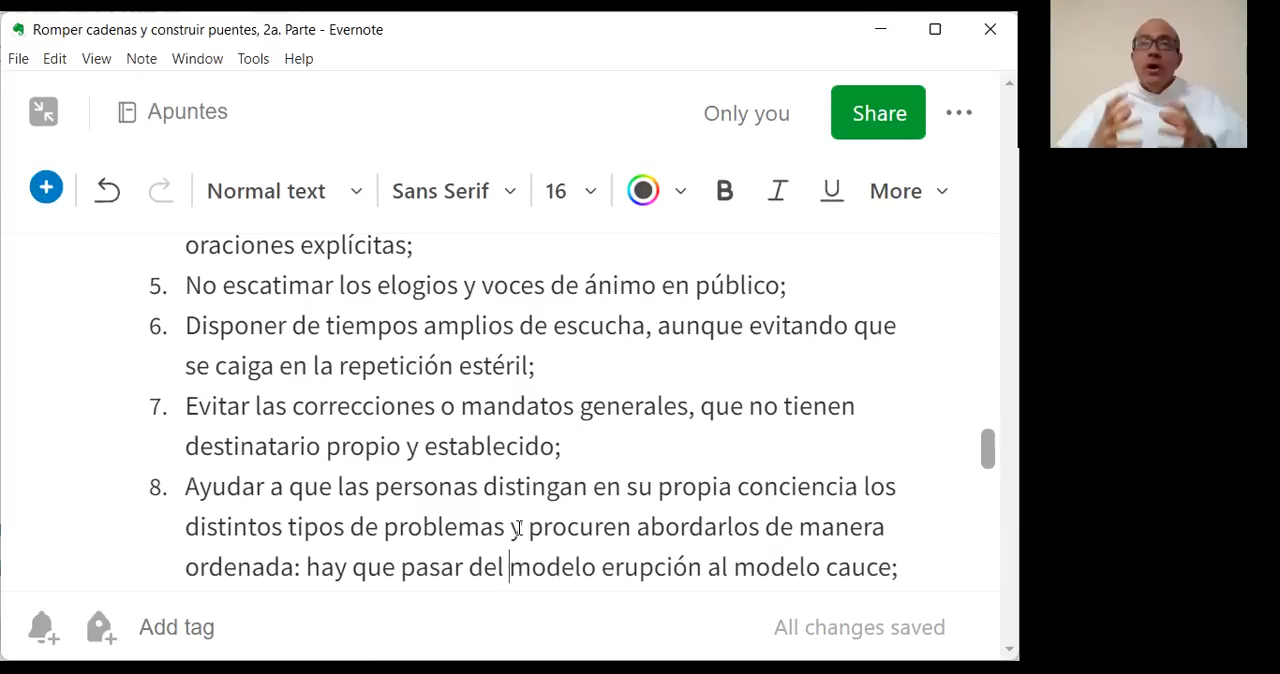 Romper cadenas y construir puentes, 2a. Parte - Evernote
File Edit View Note Window Tools Help
Apuntes
Only you
Share
Normal text
Sans Serif
16
B I U More
oraciones explícitas;
5. No escatimar los elogios y voces de ánimo en público;
6. Disponer de tiempos amplios de escucha, aunque evitando que
se caiga en la repetición estéril;
7. Evitar las correcciones o mandatos generales, que no tienen
destinatario propio y establecido;
8. Ayudar a que las personas distingan en su propia conciencia los
distintos tipos de problemas y procuren abordarlos de manera
ordenada: hay que pasar del modelo erupción al modelo cauce;
Add tag
All changes saved